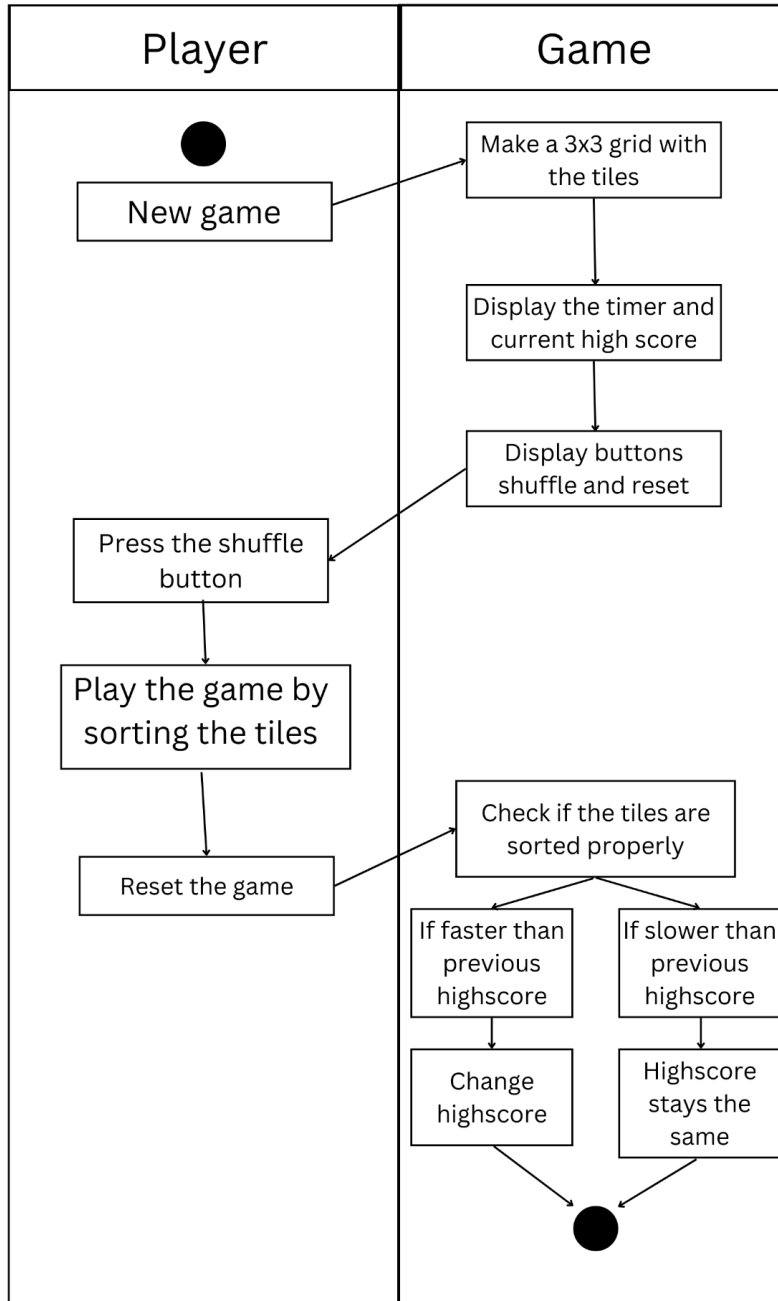 Player
Game
New game
Make a 3x3 grid with
the tiles
Display the timer and
current high score
Display buttons
shuffle and reset
Press the shuffle
button
Play the game by
sorting the tiles
Reset the game
Check if the tiles are
sorted properly
If faster than
previous
highscore
If slower than
previous
highscore
Change
highscore
Highscore
stays the
same